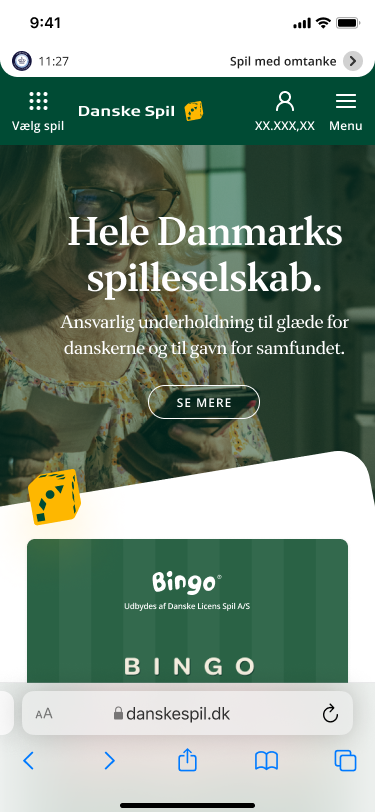 9:41
11:27
Spil med omtanke
Vælg spil
Danske Spil
XX.XXX,XX
Menu
Hele Danmarks
spilleselskab.
Ansvarlig underholdning til glæde for
danskerne og til gavn for samfundet.
SE MERE
Bingo®
Udbydes af Danske Licens Spil A/S
BINGO
AA
danskespil.dk